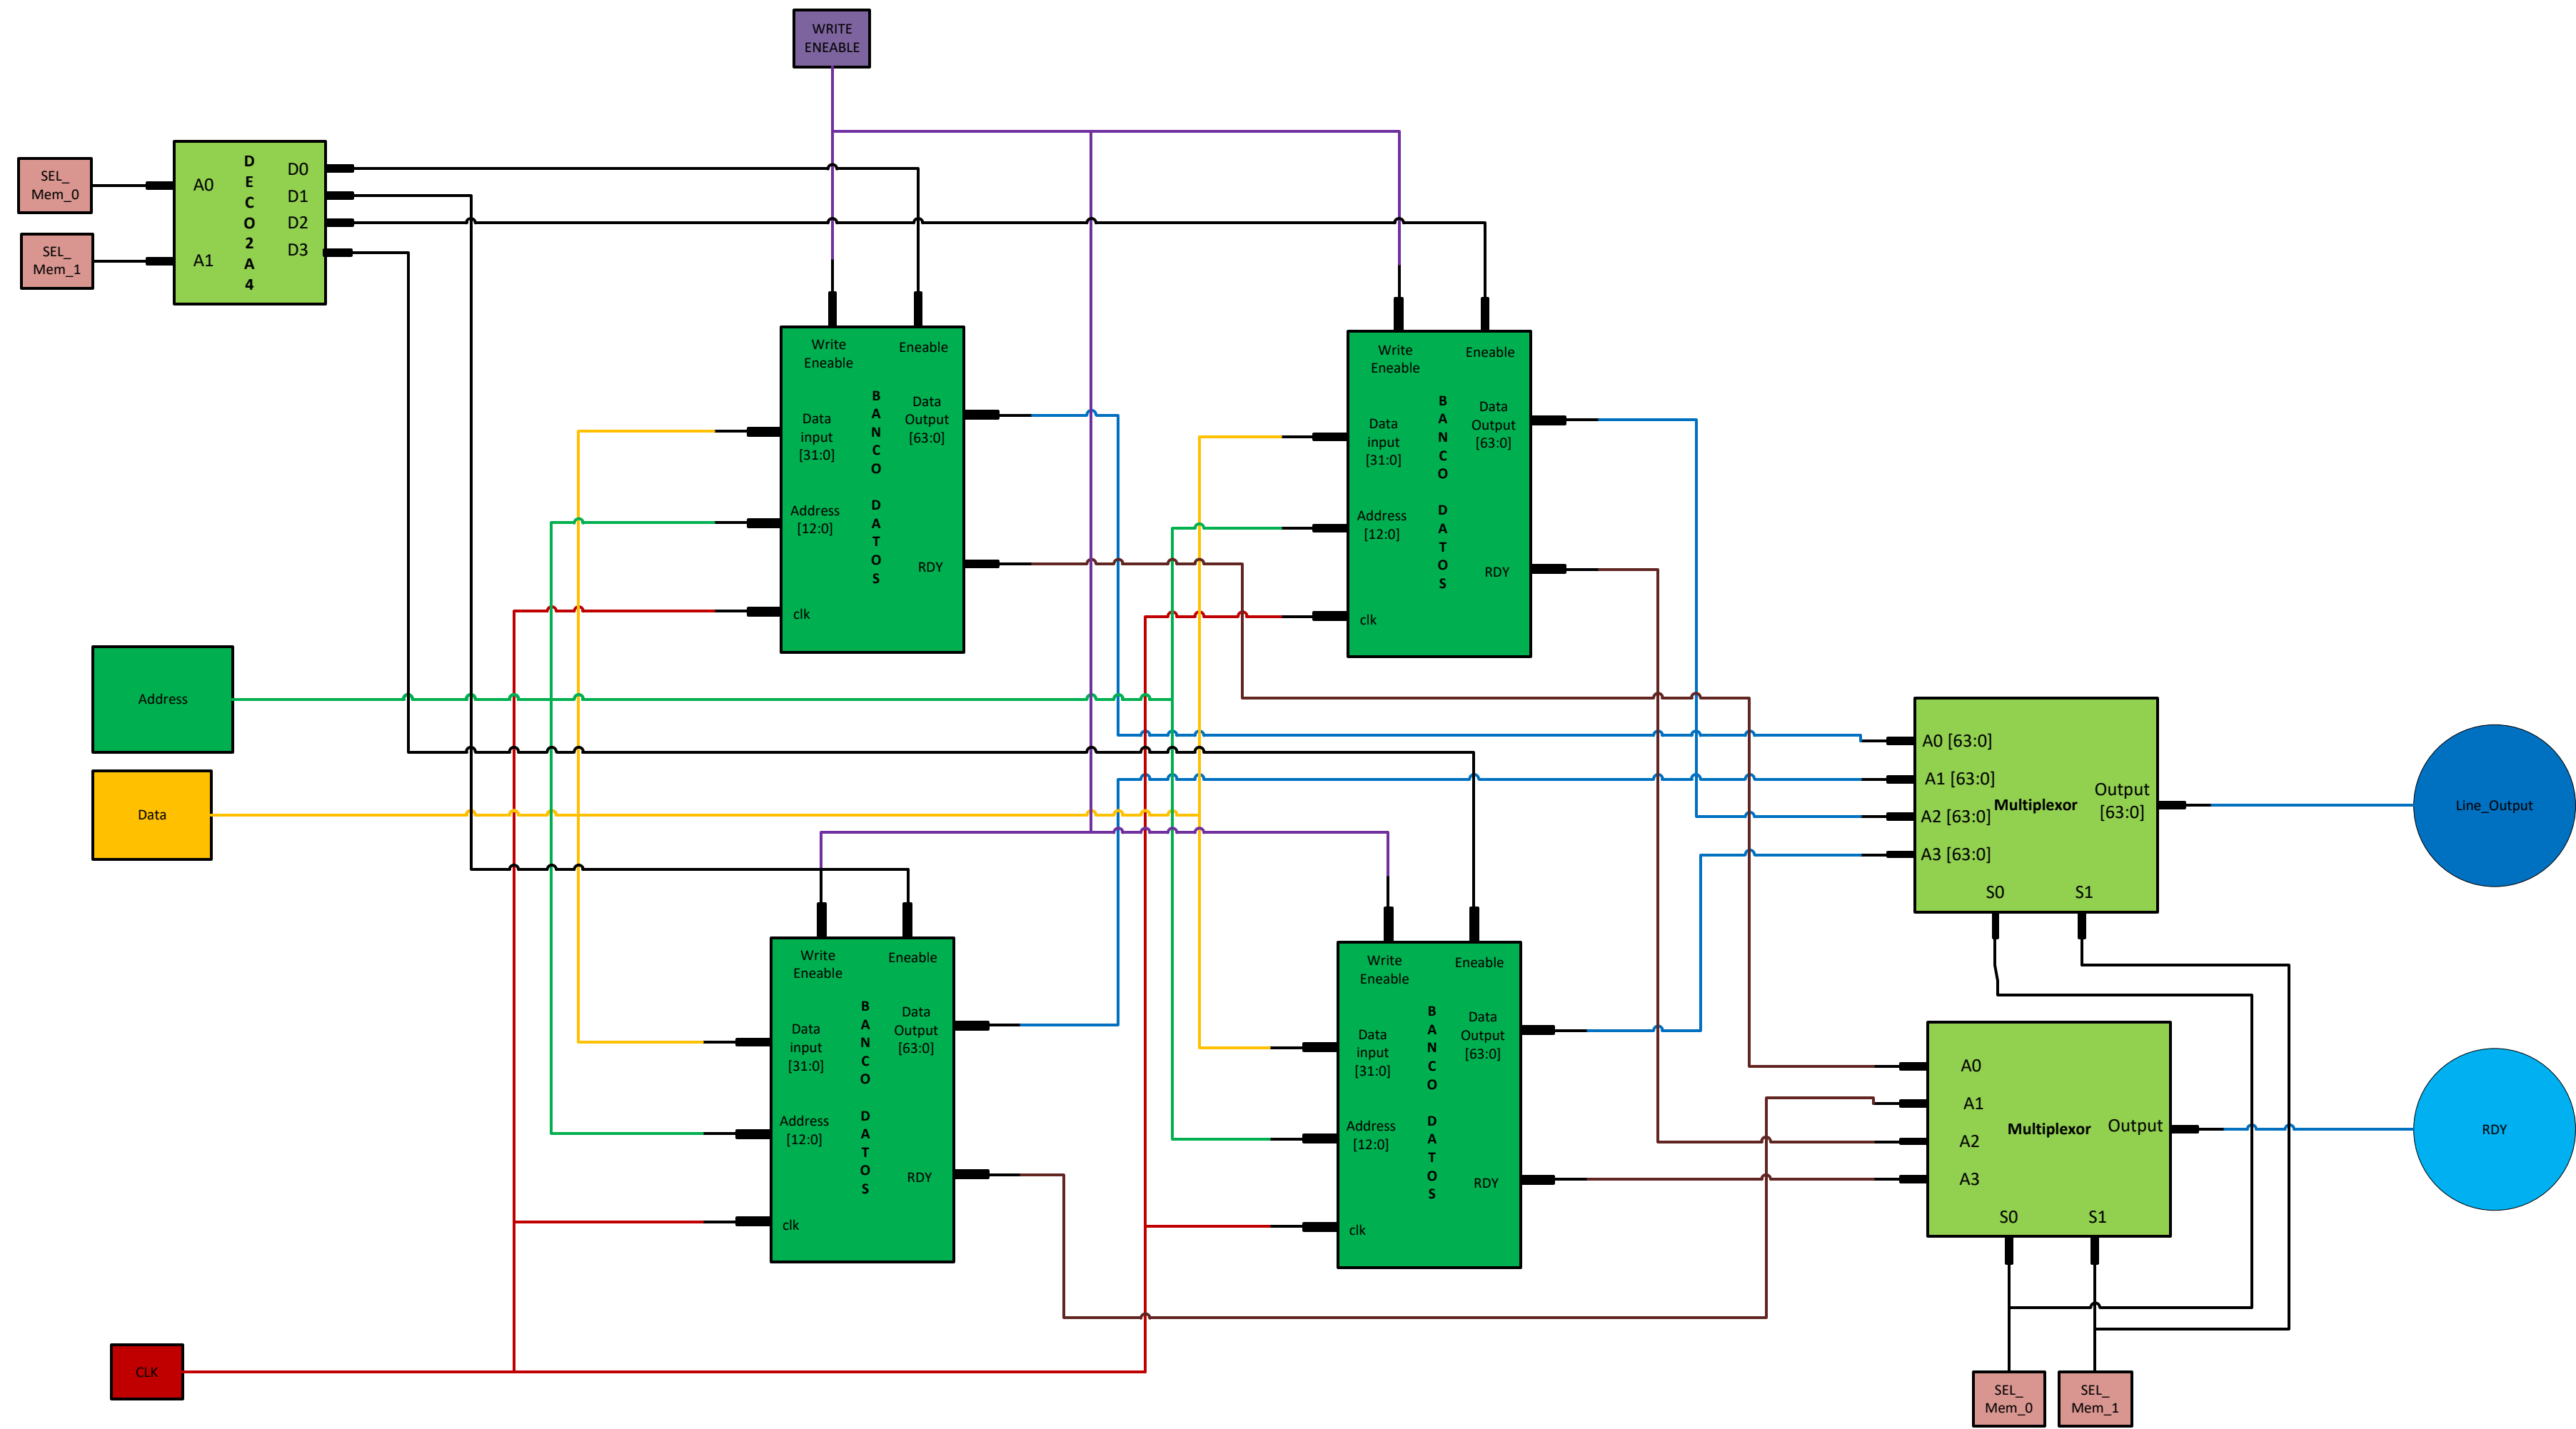 WRITE
ENEABLE
SEL_
Mem_0
SEL_
Mem_1
A0
A1
D
E
C
O
2
A
4
D0
D1
D2
D3
Write
Eneable
Eneable
Data
input
[31:0]
Address
[12:0]
clk
B
A
N
C
O
D
A
T
O
S
Data
Output
[63:0]
RDY
Write
Eneable
Eneable
Data
input
[31:0]
Address
[12:0]
clk
B
A
N
C
O
D
A
T
O
S
Data
Output
[63:0]
RDY
Address
Data
A0 [63:0]
A1 [63:0]
A2 [63:0]
A3 [63:0]
Multiplexor
Output
[63:0]
S0 S1
Line_Output
Write
Eneable
Eneable
Data
input
[31:0]
Address
[12:0]
clk
B
A
N
C
O
D
A
T
O
S
Data
Output
[63:0]
RDY
Write
Eneable
Eneable
Data
input
[31:0]
Address
[12:0]
clk
B
A
N
C
O
D
A
T
O
S
Data
Output
[63:0]
RDY
A0
A1
A2
A3
Multiplexor
Output
S0 S1
RDY
CLK
SEL_
Mem_0
SEL_
Mem_1